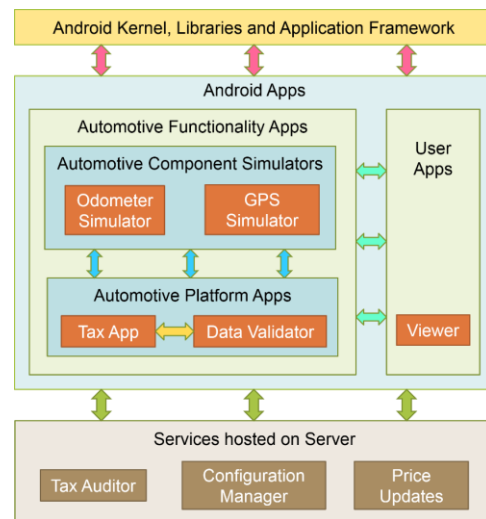 Android Kernel, Libraries and Application Framework
Android Apps
Automotive Functionality Apps
Automotive Component Simulators
Odometer
Simulator
GPS
Simulator
Automotive Platform Apps
Tax App
Data Validator
User
Apps
Viewer
Services hosted on Server
Tax Auditor
Configuration
Manager
Price
Updates